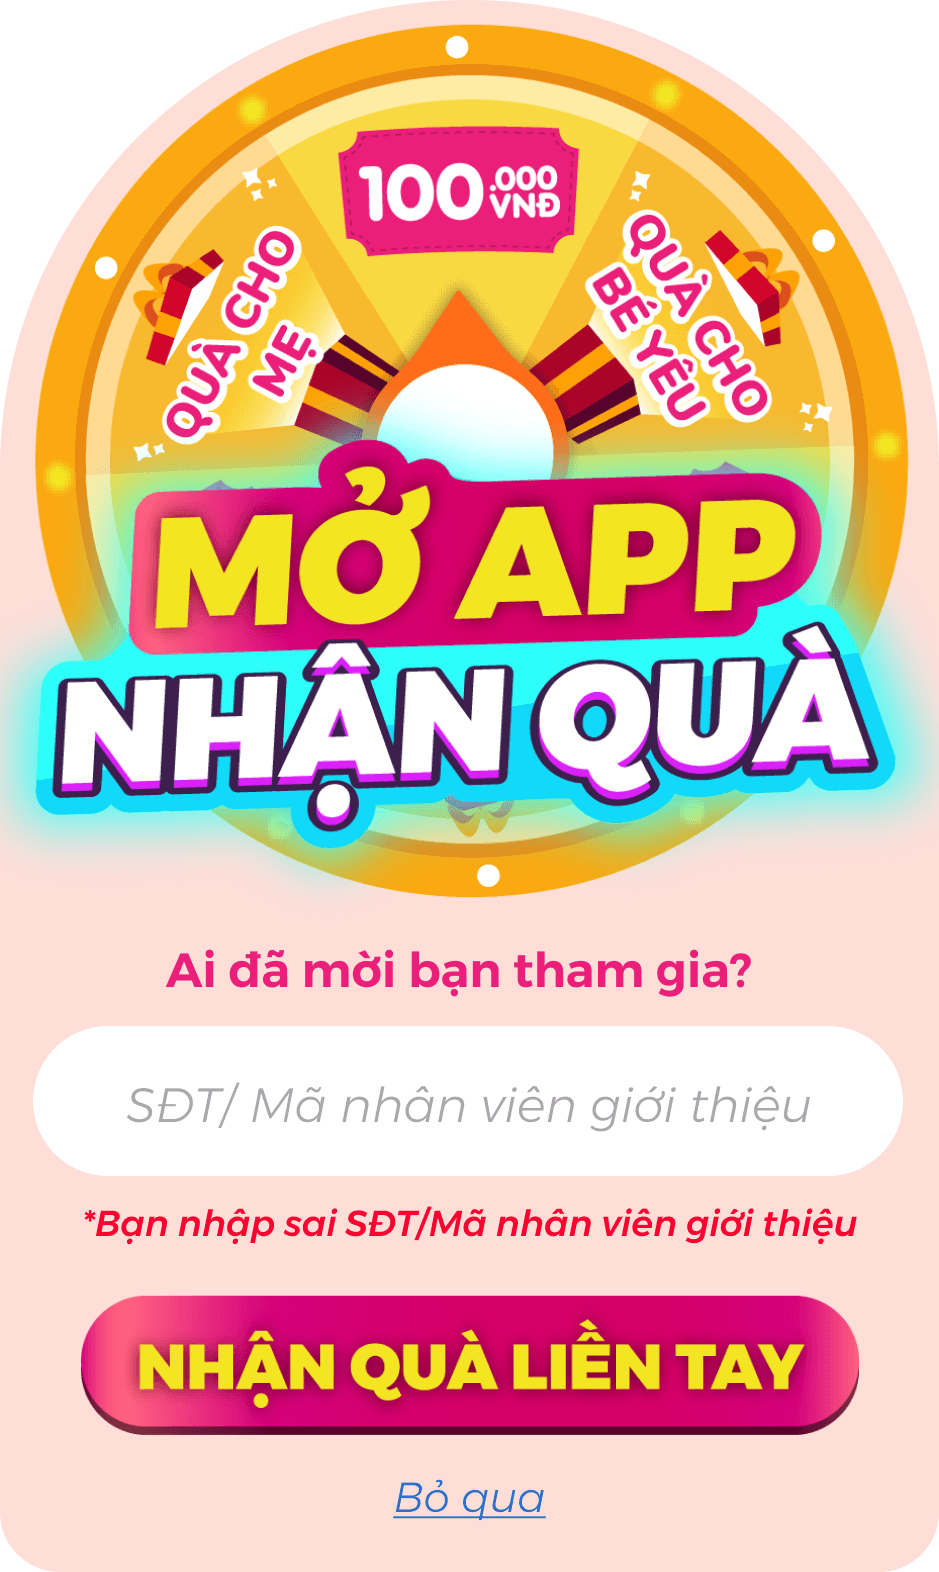 100.000
VNĐ
QUÀ CHO
MẸ
QUÀ CHO
BÉ YÊU
MỞ APP
NHẬN QUÀ
Ai đã mời bạn tham gia?
SĐT/ Mã nhân viên giới thiệu
*Bạn nhập sai SĐT/Mã nhân viên giới thiệu
NHẬN QUÀ LIỀN TAY
Bỏ qua